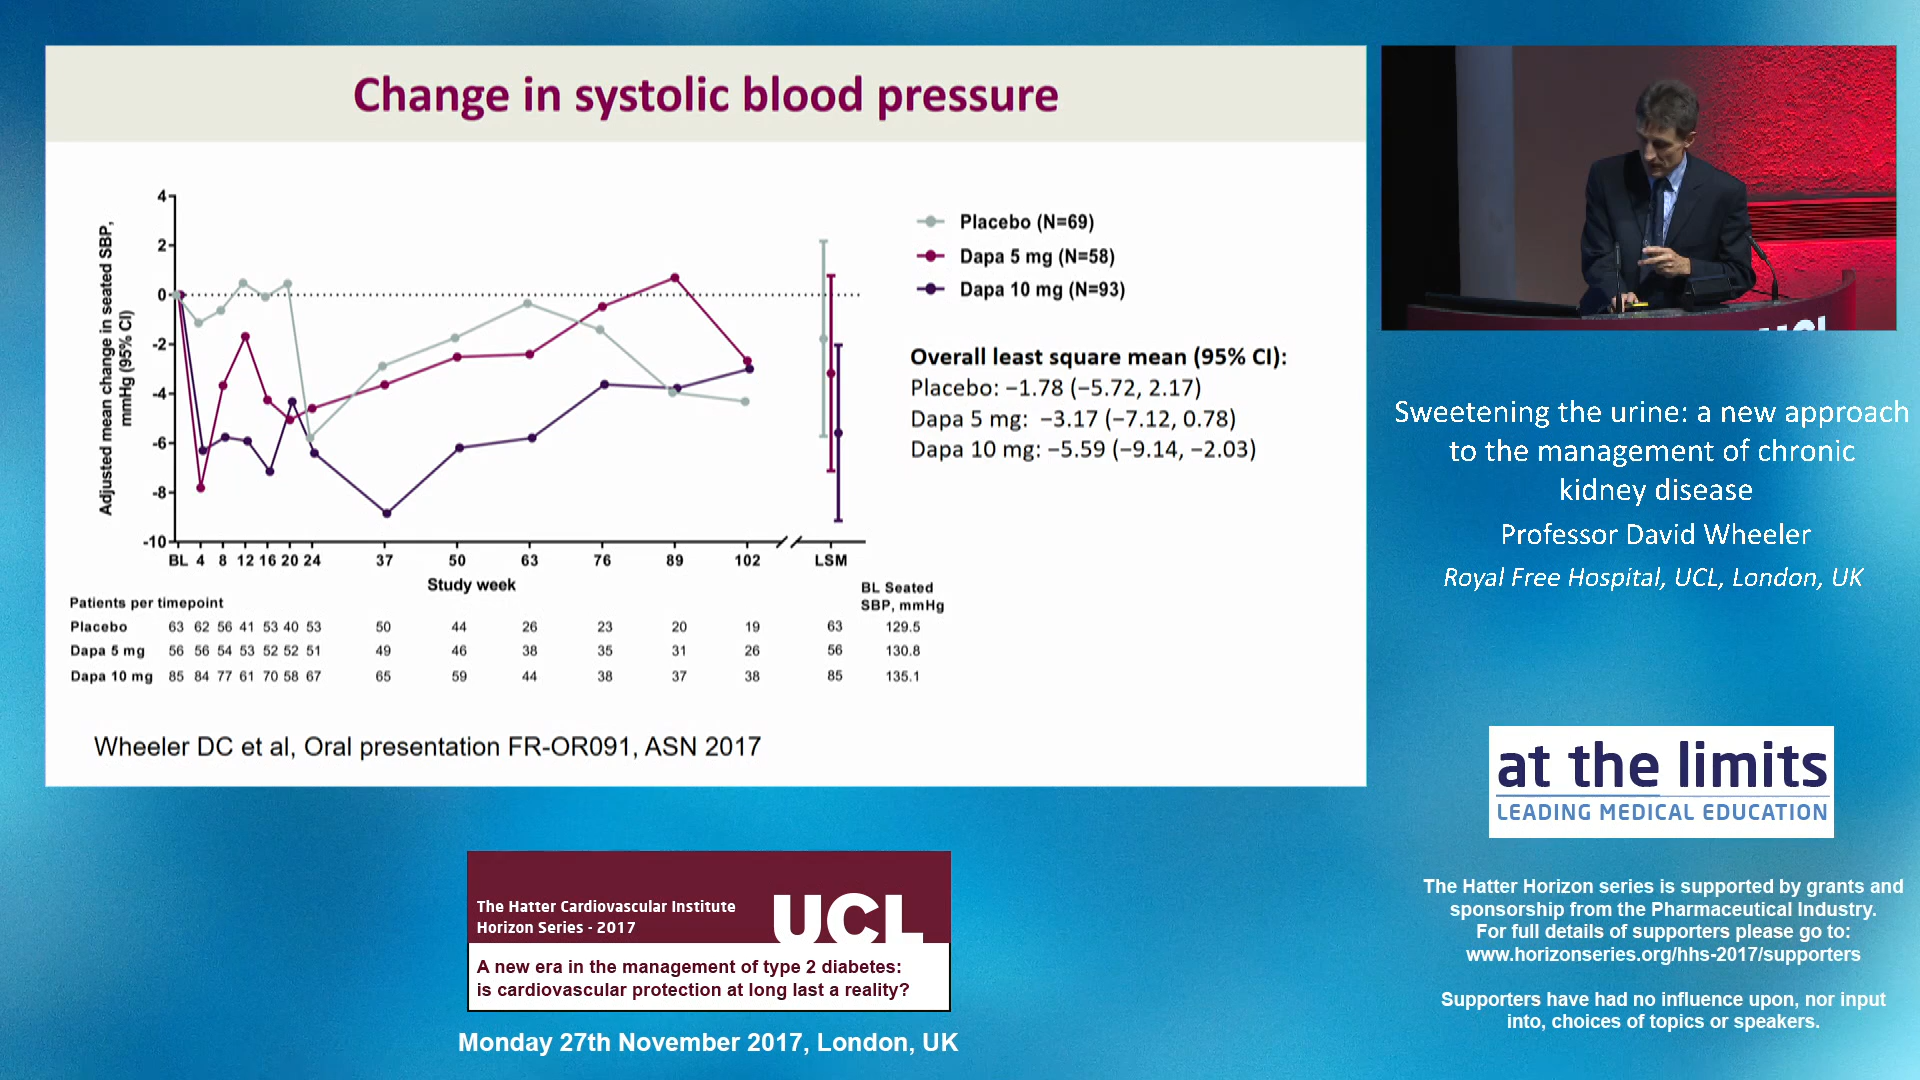 Change in systolic blood pressure
Adjusted mean change in seated SBP,
mmHg (95% CI)
4
2
0
-2
-4
-6
-8
-10
BL 4 8 12 16 20 24 37 50 63 76 89 102 LSM
Study week
Placebo (N=69)
Dapa 5 mg (N=58)
Dapa 10 mg (N=93)
Overall least square mean (95% CI):
Placebo: −1.78 (−5.72, 2.17)
Dapa 5 mg: −3.17 (−7.12, 0.78)
Dapa 10 mg: −5.59 (−9.14, −2.03)
BL Seated
SBP, mmHg
Patients per timepoint
Placebo 63 62 56 41 53 40 53 50 44 26 23 20 19 63 129.5
Dapa 5 mg 56 56 54 53 52 52 51 49 46 38 35 31 26 56 130.8
Dapa 10 mg 85 84 77 61 70 58 67 65 59 44 38 37 38 85 135.1
Wheeler DC et al, Oral presentation FR-OR091, ASN 2017
UCL
Sweetening the urine: a new approach
to the management of chronic
kidney disease
Professor David Wheeler
Royal Free Hospital, UCL, London, UK
at the limits
LEADING MEDICAL EDUCATION
The Hatter Horizon series is supported by grants and
sponsorship from the Pharmaceutical Industry.
For full details of supporters please go to:
www.horizonseries.org/hhs-2017/supporters
Supporters have had no influence upon, nor input
into, choices of topics or speakers.
The Hatter Cardiovascular Institute
Horizon Series - 2017
UCL
A new era in the management of type 2 diabetes:
is cardiovascular protection at long last a reality?
Monday 27th November 2017, London, UK